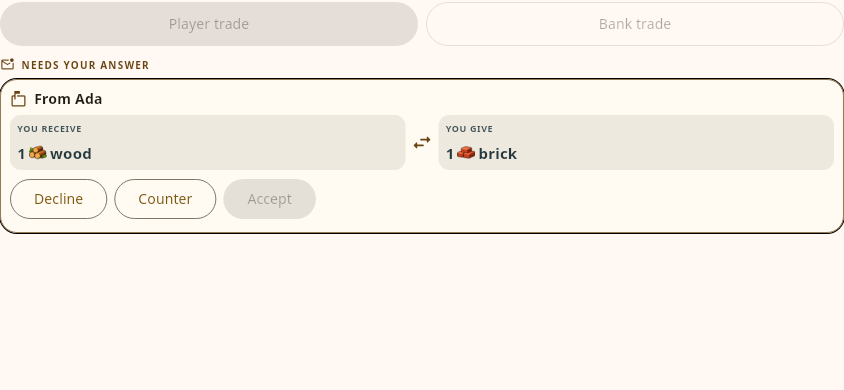 Player trade
Bank trade
NEEDS YOUR ANSWER
From Ada
YOU RECEIVE
1 wood
YOU GIVE
1 brick
Decline
Counter
Accept